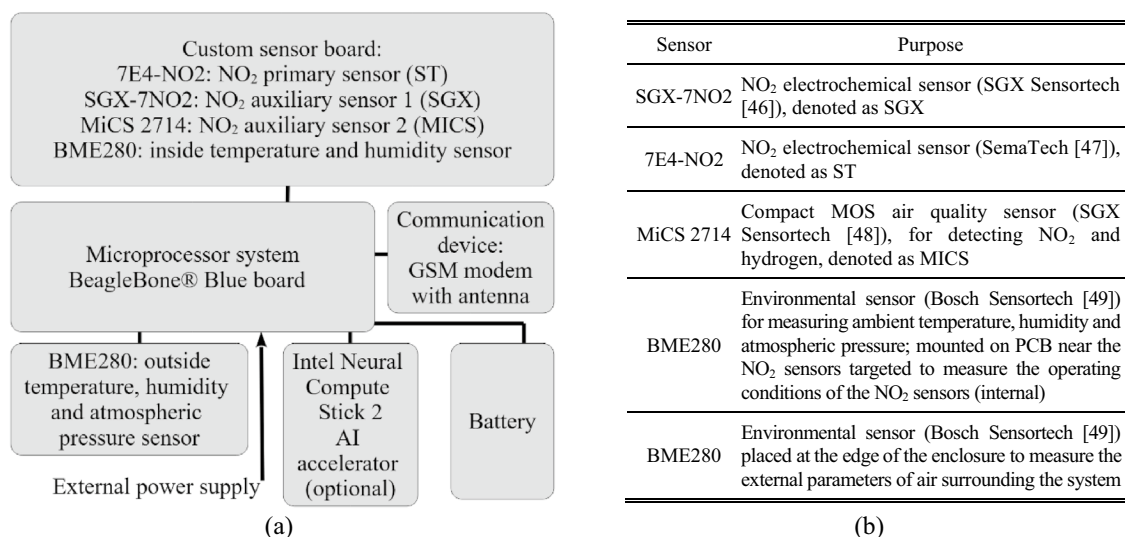 Custom sensor board:
7E4-NO2: NO₂ primary sensor (ST)
SGX-7NO2: NO₂ auxiliary sensor 1 (SGX)
MiCS 2714: NO₂ auxiliary sensor 2 (MICS)
BME280: inside temperature and humidity sensor
Microprocessor system
BeagleBone® Blue board
Communication
device:
GSM modem
with antenna
BME280: outside
temperature, humidity
and atmospheric
pressure sensor
Intel Neural
Compute
Stick 2
AI
accelerator
(optional)
Battery
External power supply
(a)
Sensor Purpose
SGX-7NO2 NO₂ electrochemical sensor (SGX Sensortech
[46]), denoted as SGX
7E4-NO2 NO₂ electrochemical sensor (SemaTech [47]),
denoted as ST
MiCS 2714 Compact MOS air quality sensor (SGX
Sensortech [48]), for detecting NO₂ and
hydrogen, denoted as MICS
BME280 Environmental sensor (Bosch Sensortech [49])
for measuring ambient temperature, humidity and
atmospheric pressure; mounted on PCB near the
NO₂ sensors targeted to measure the operating
conditions of the NO₂ sensors (internal)
BME280 Environmental sensor (Bosch Sensortech [49])
placed at the edge of the enclosure to measure the
external parameters of air surrounding the system
(b)